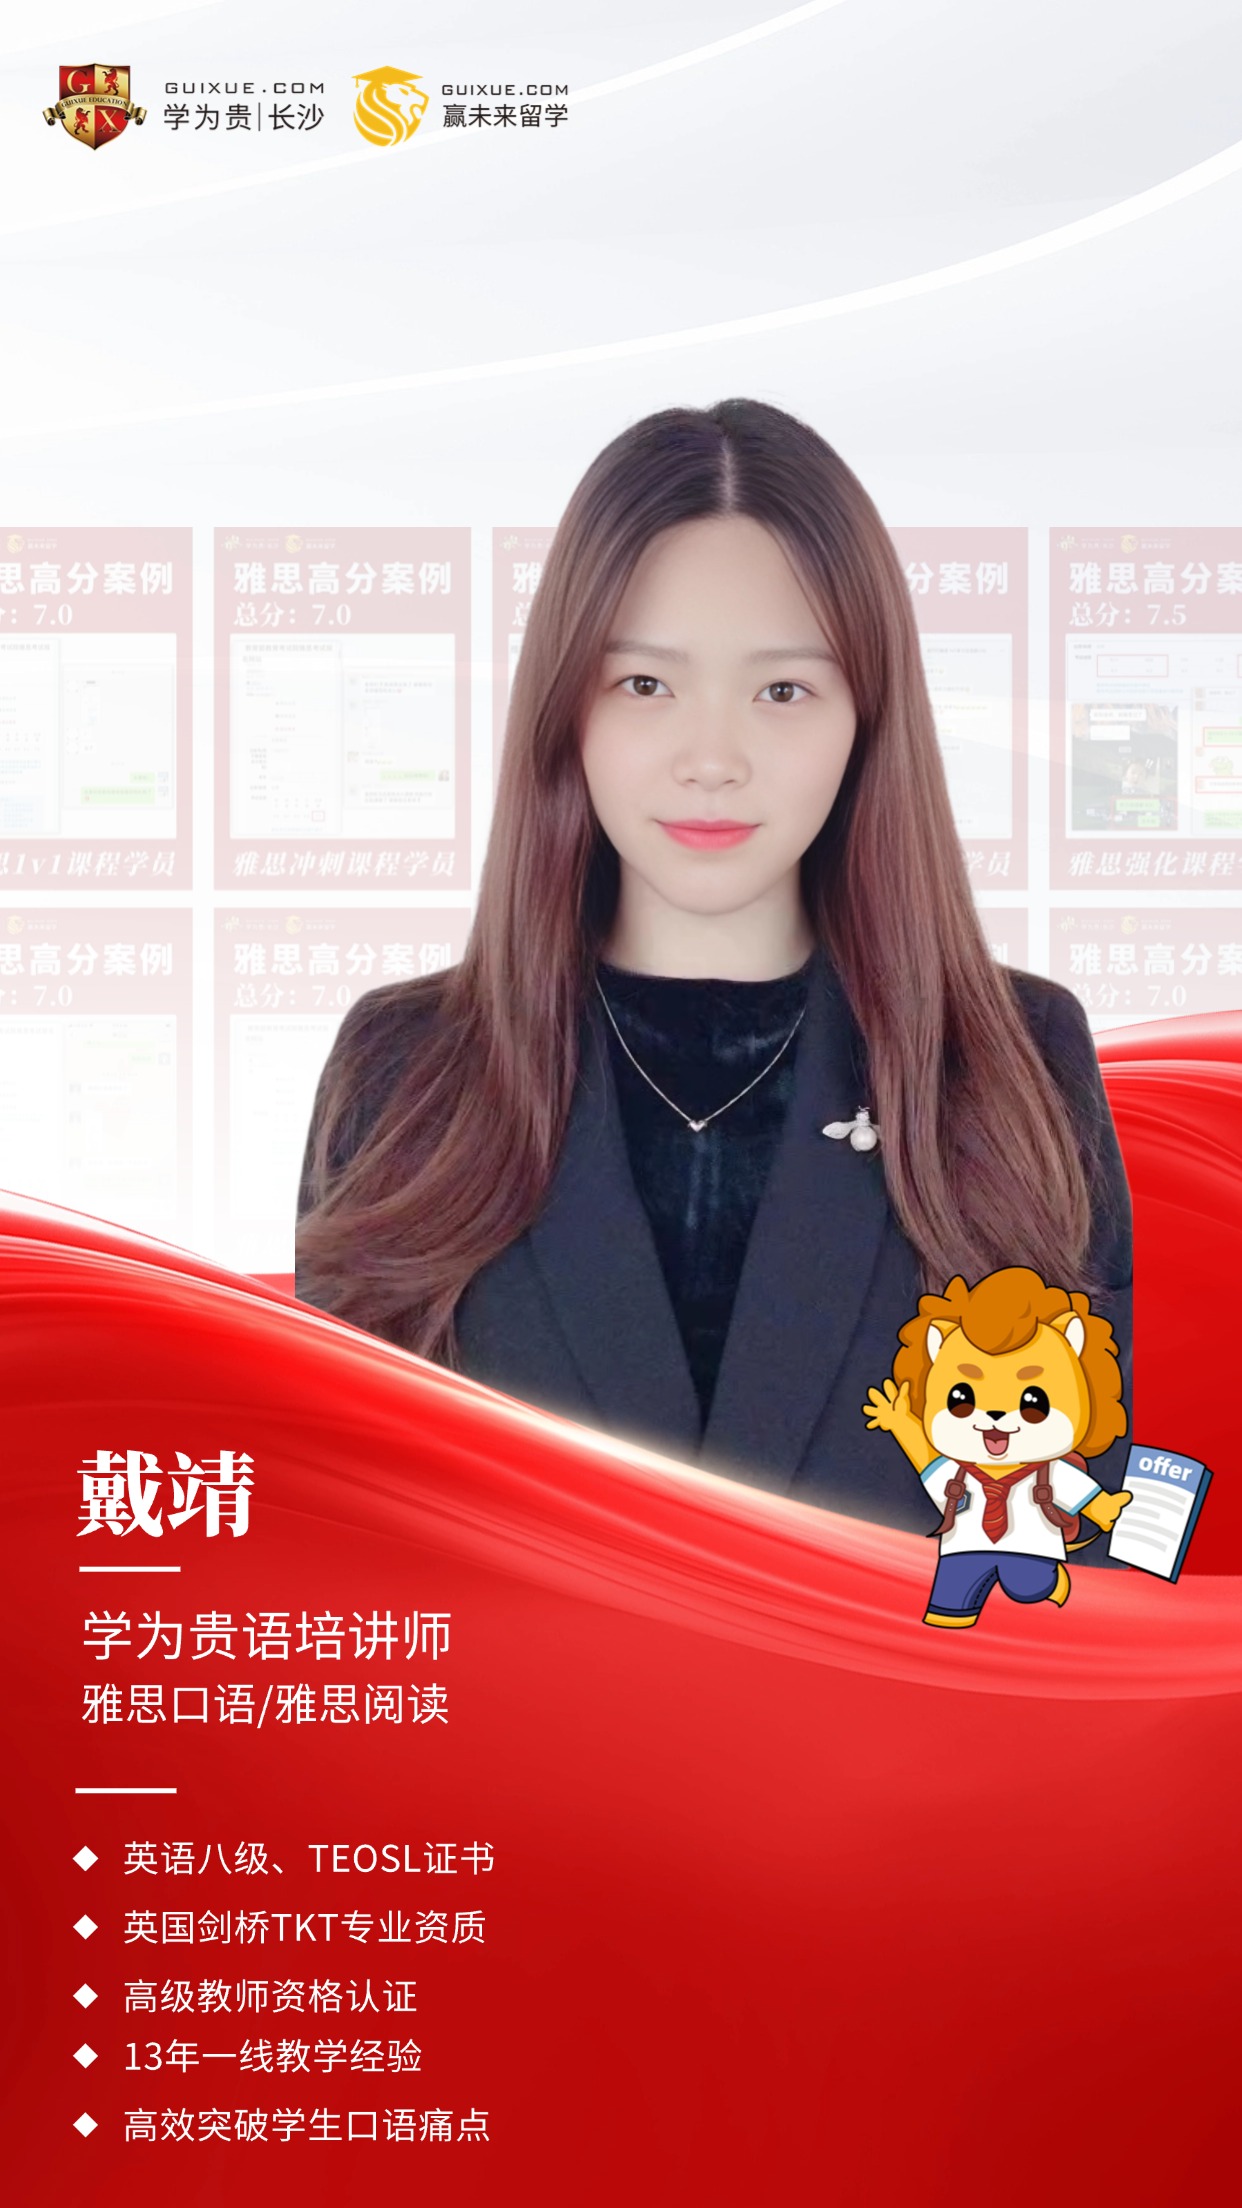 GUIXUE.COM
学为贵|长沙
GUIXUE.COM
赢未来留学
G
GUIXUE EDUCATION
X
思高分案例
雅思高分案例
雅
分案例
雅思高分案
：7.0
总分：7.0
总
总分：7.5
思1v1课程学员
雅思冲刺课程学员
学员
雅思强化课程
思高分案例
雅思高分案例
雅思高分案
：7.0
总分：7.0
总分：7.0
offer
戴靖
学为贵语培讲师
雅思口语/雅思阅读
◆ 英语八级、TEOSL证书
◆ 英国剑桥TKT专业资质
◆ 高级教师资格认证
◆ 13年一线教学经验
◆ 高效突破学生口语痛点